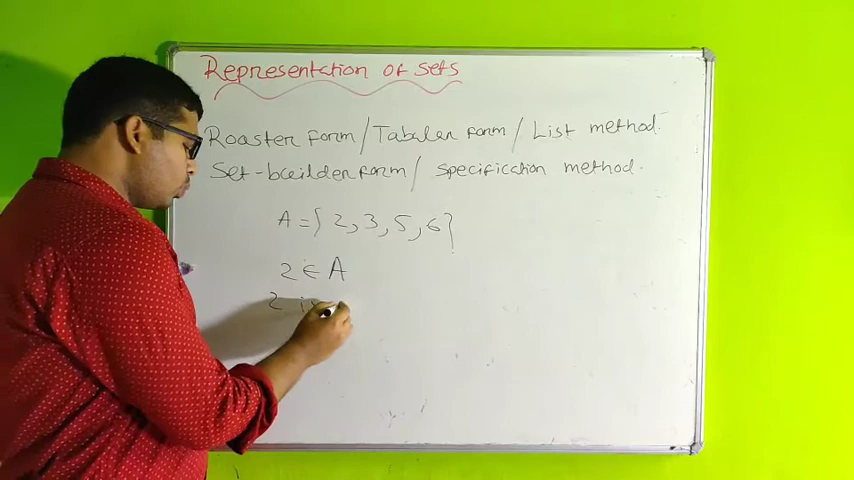 Representation of sets
Roaster form / Tabuler form / List method.
Set-builder form / specification method.
A = { 2, 3, 5, 6 }
2 ∈ A
2 is